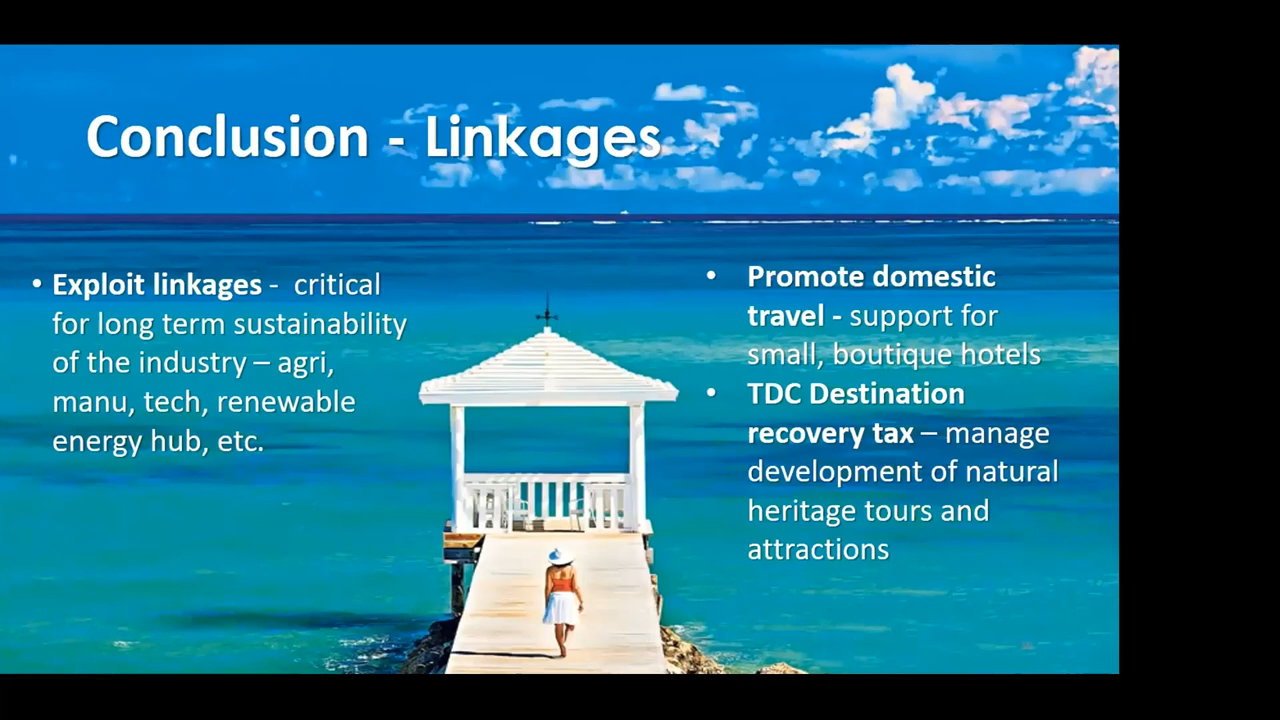 Conclusion - Linkages
• Exploit linkages - critical
for long term sustainability
of the industry – agri,
manu, tech, renewable
energy hub, etc.
• Promote domestic
travel - support for
small, boutique hotels
• TDC Destination
recovery tax – manage
development of natural
heritage tours and
attractions